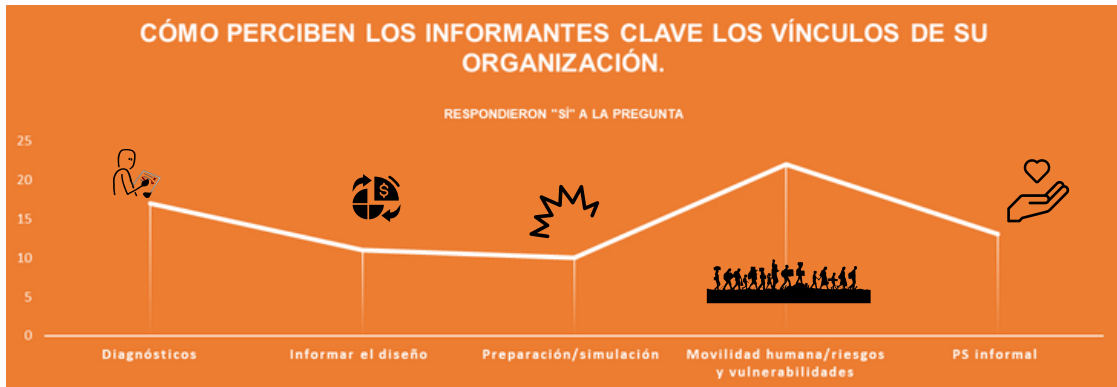 CÓMO PERCIBEN LOS INFORMANTES CLAVE LOS VÍNCULOS DE SU
ORGANIZACIÓN.
RESPONDIERON "SÍ" A LA PREGUNTA
25
20
15
10
5
0
$
Diagnósticos
Informar el diseño
Preparación/simulación
Movilidad humana/riesgos
y vulnerabilidades
PS informal